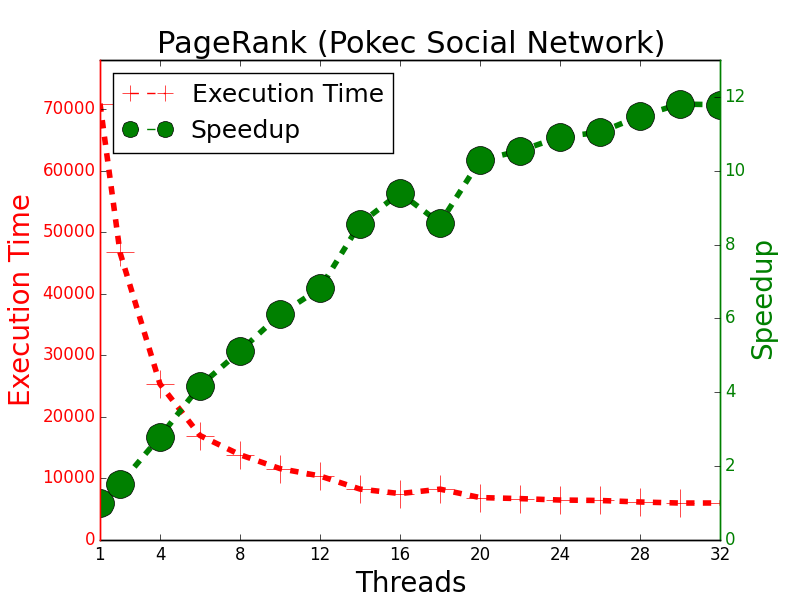 PageRank (Pokec Social Network)
Execution Time
Speedup
70000
60000
50000
40000
30000
20000
10000
0
Execution Time
12
10
8
6
4
2
0
Speedup
1 4 8 12 16 20 24 28 32
Threads